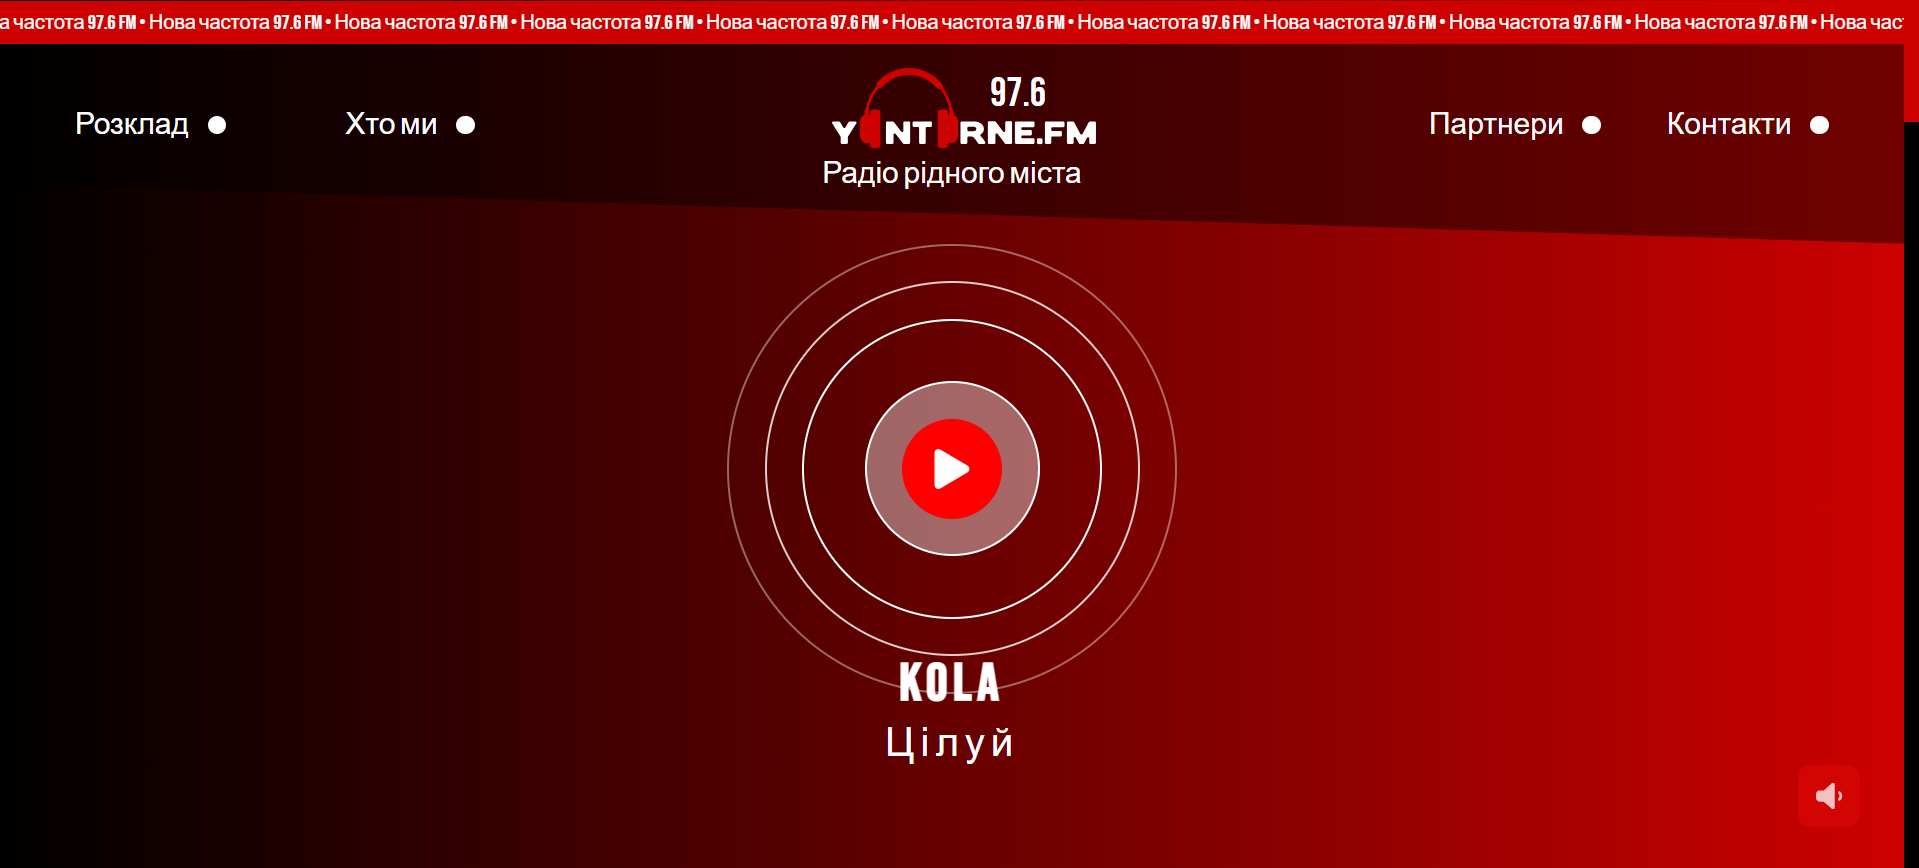 а частота 97.6 FM • Нова частота 97.6 FM • Нова частота 97.6 FM • Нова частота 97.6 FM • Нова частота 97.6 FM • Нова частота 97.6 FM • Нова частота 97.6 FM • Нова частота 97.6 FM • Нова частота 97.6 FM • Нова частота 97.6 FM • Нова час
97.6
Розклад Хто ми YANTARNE.FM Партнери Контакти
Радіо рідного міста
KOLA
Цілуй